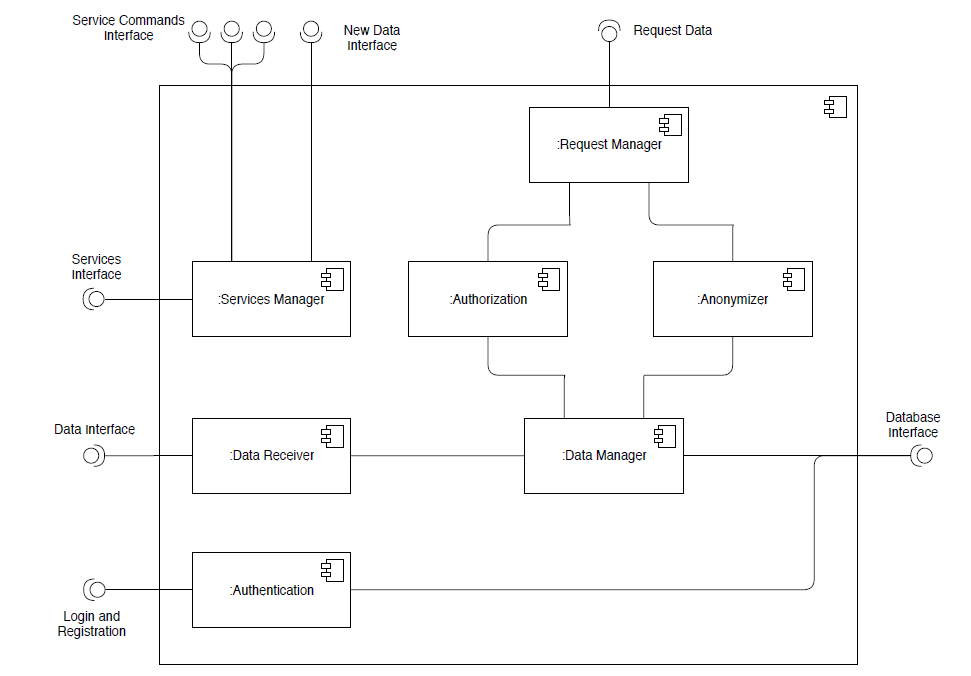 Service Commands
Interface
New Data
Interface
Request Data
:Request Manager
Services
Interface
:Services Manager
:Authorization
:Anonymizer
Data Interface
:Data Receiver
:Data Manager
Database
Interface
:Authentication
Login and
Registration